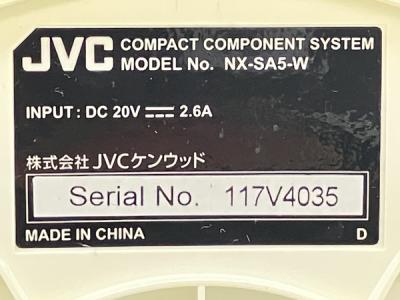 JVC COMPACT COMPONENT SYSTEM
MODEL No. NX-SA5-W
INPUT : DC 20V ⎓ 2.6A
株式会社 JVCケンウッド
Serial No. 117V4035
MADE IN CHINA D